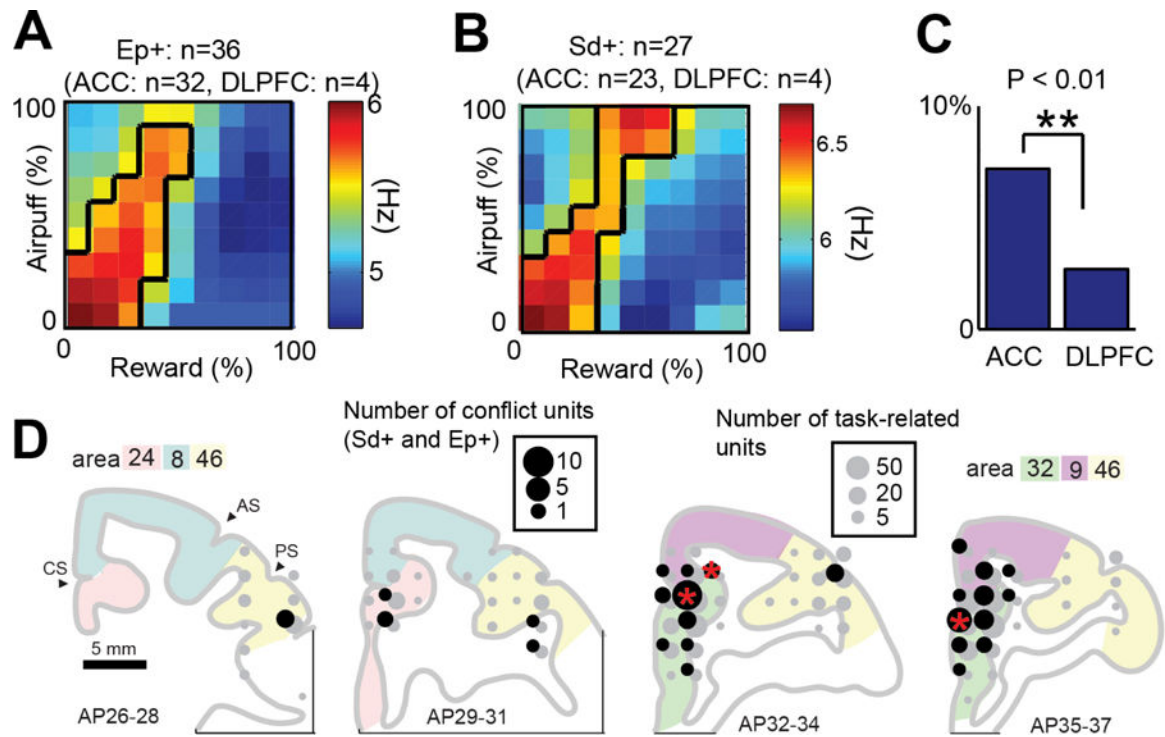 A
Ep+: n=36
(ACC: n=32, DLPFC: n=4)
100
Airpuff (%)
0
0
100
Reward (%)
6
(Hz)
5
B
Sd+: n=27
(ACC: n=23, DLPFC: n=4)
100
Airpuff (%)
0
0
100
Reward (%)
6.5
(Hz)
6
C
P < 0.01
10%
**
0
ACC
DLPFC
D
area 24 8 46
Number of conflict units
(Sd+ and Ep+)
10
5
1
Number of task-related
units
50
20
5
area 32 9 46
AS
PS
CS
5 mm
*
*
*
AP26-28
AP29-31
AP32-34
AP35-37